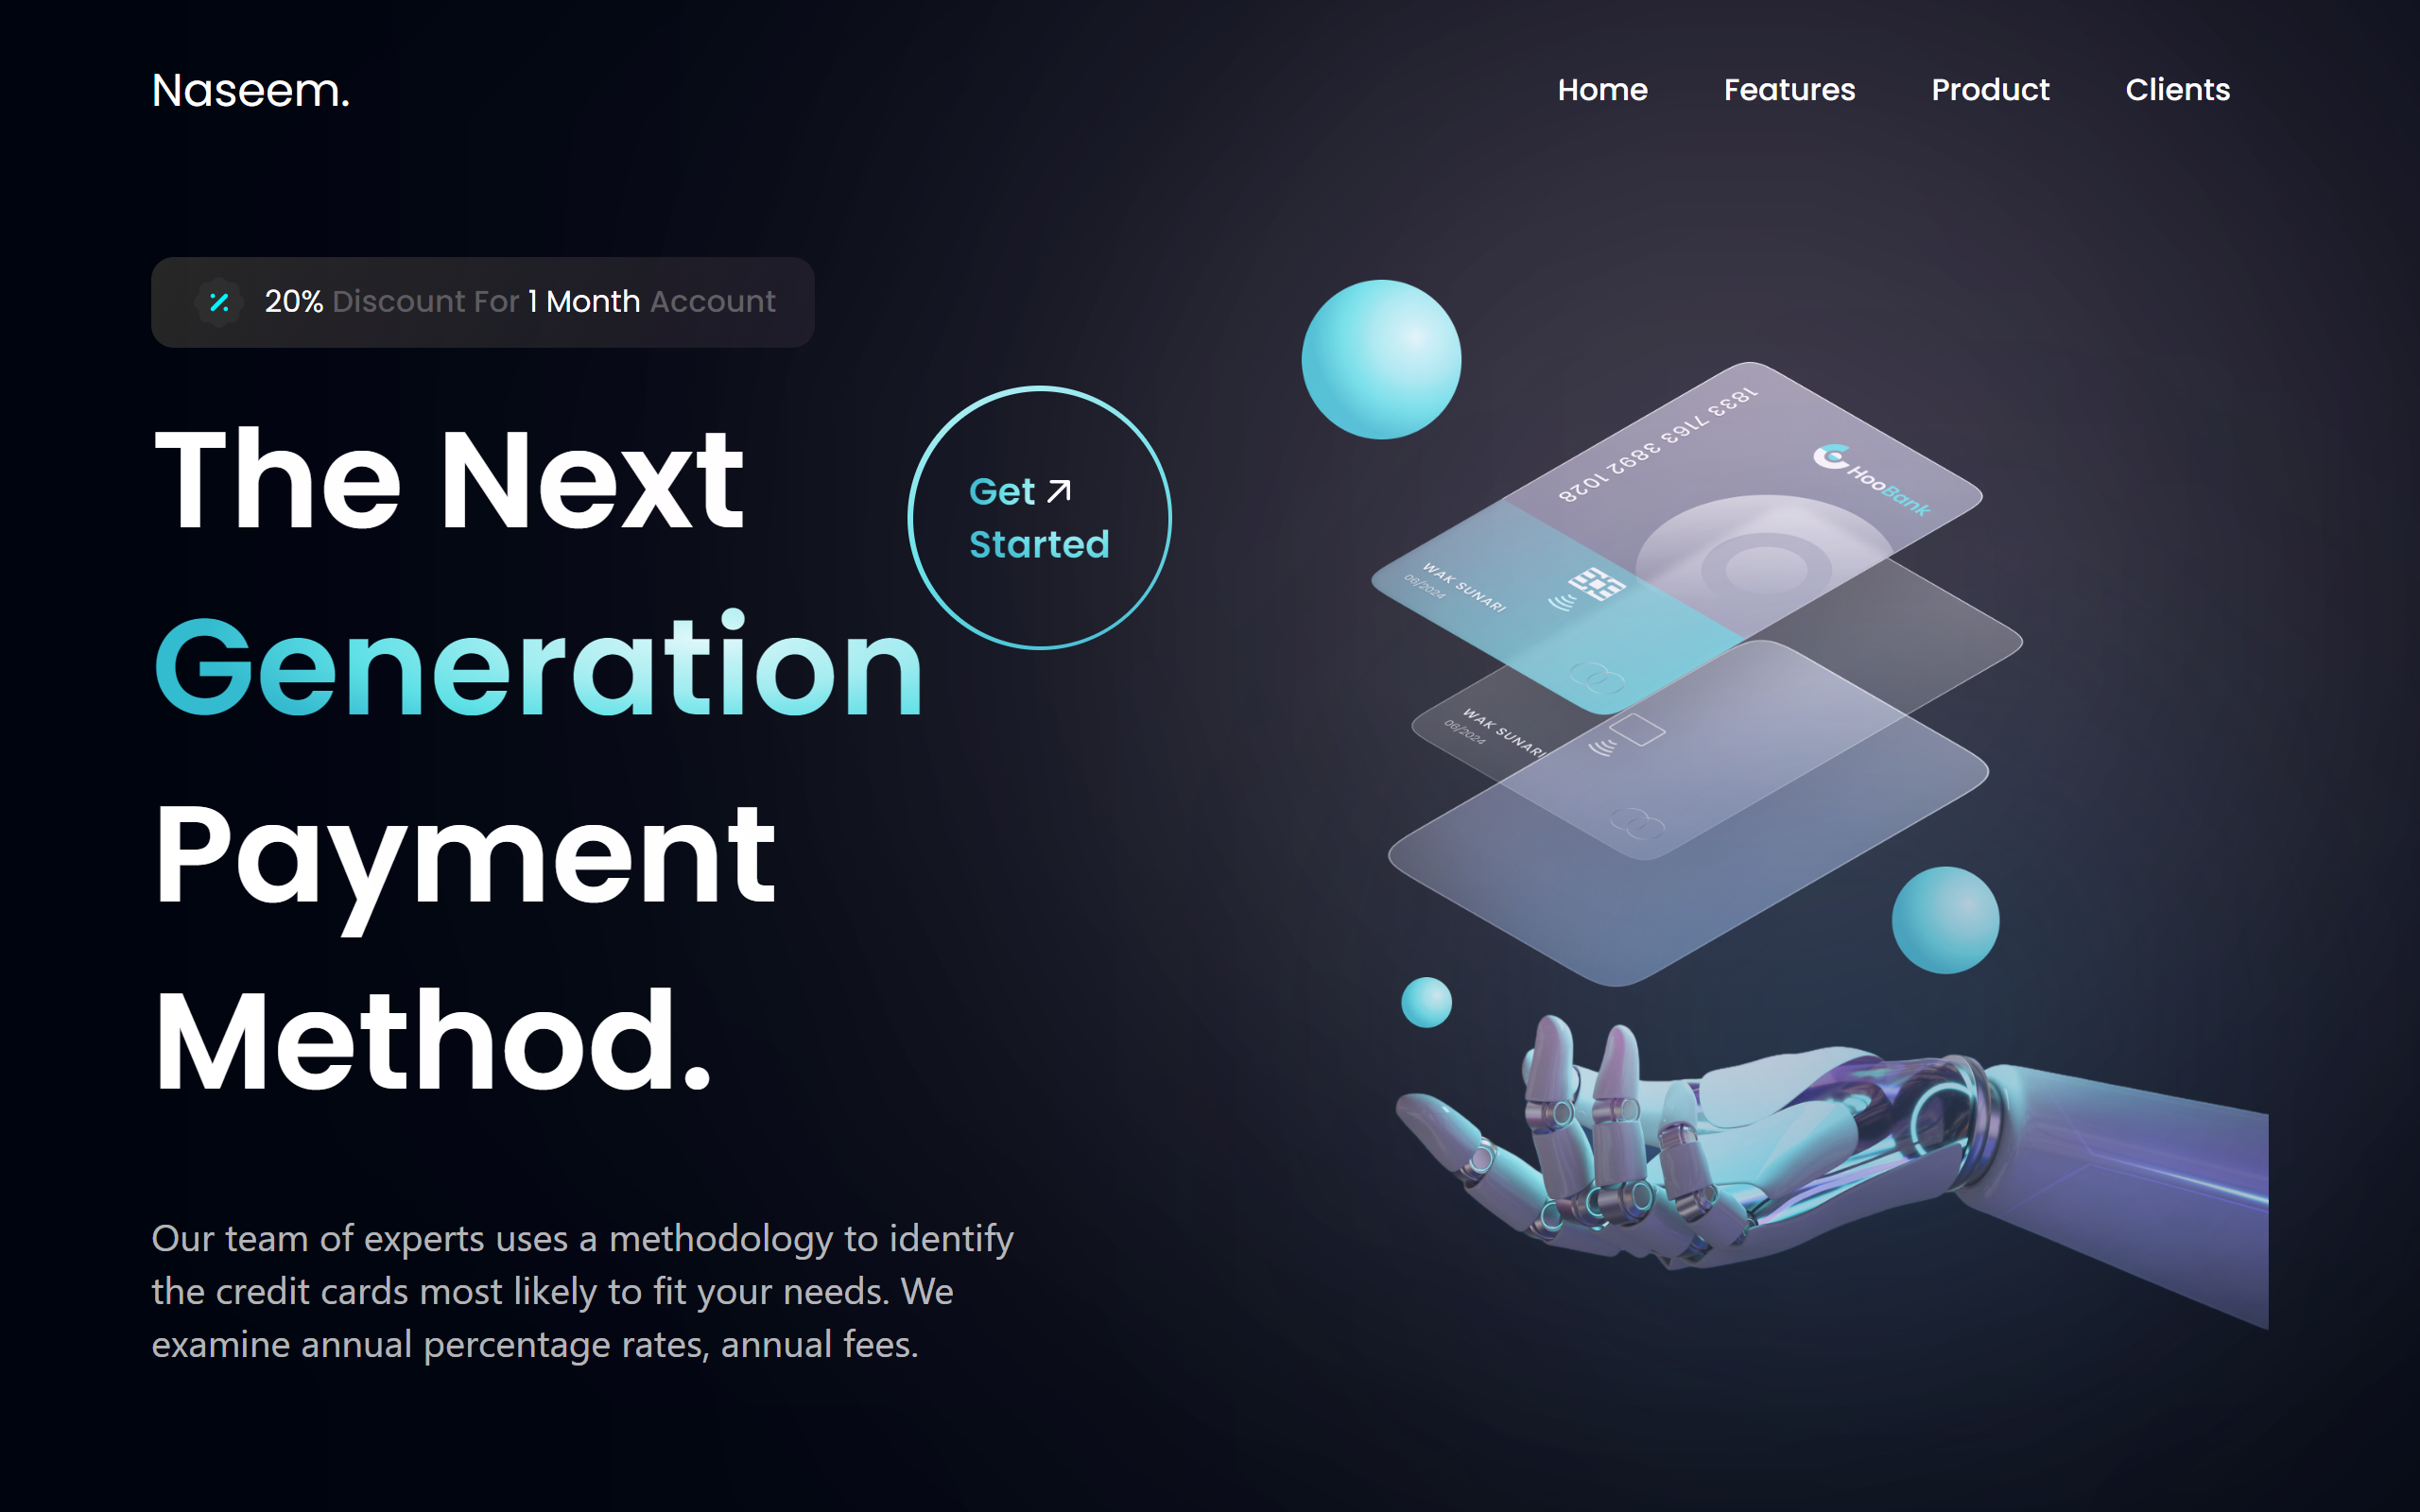 Naseem.
Home Features Product Clients
20% Discount For 1 Month Account
The Next
Generation
Payment
Method.
Get
Started
Our team of experts uses a methodology to identify
the credit cards most likely to fit your needs. We
examine annual percentage rates, annual fees.
1833 7163 3892 1028
HooBank
WAK SUNARI
06/2024
WAK SUNARI
06/2024